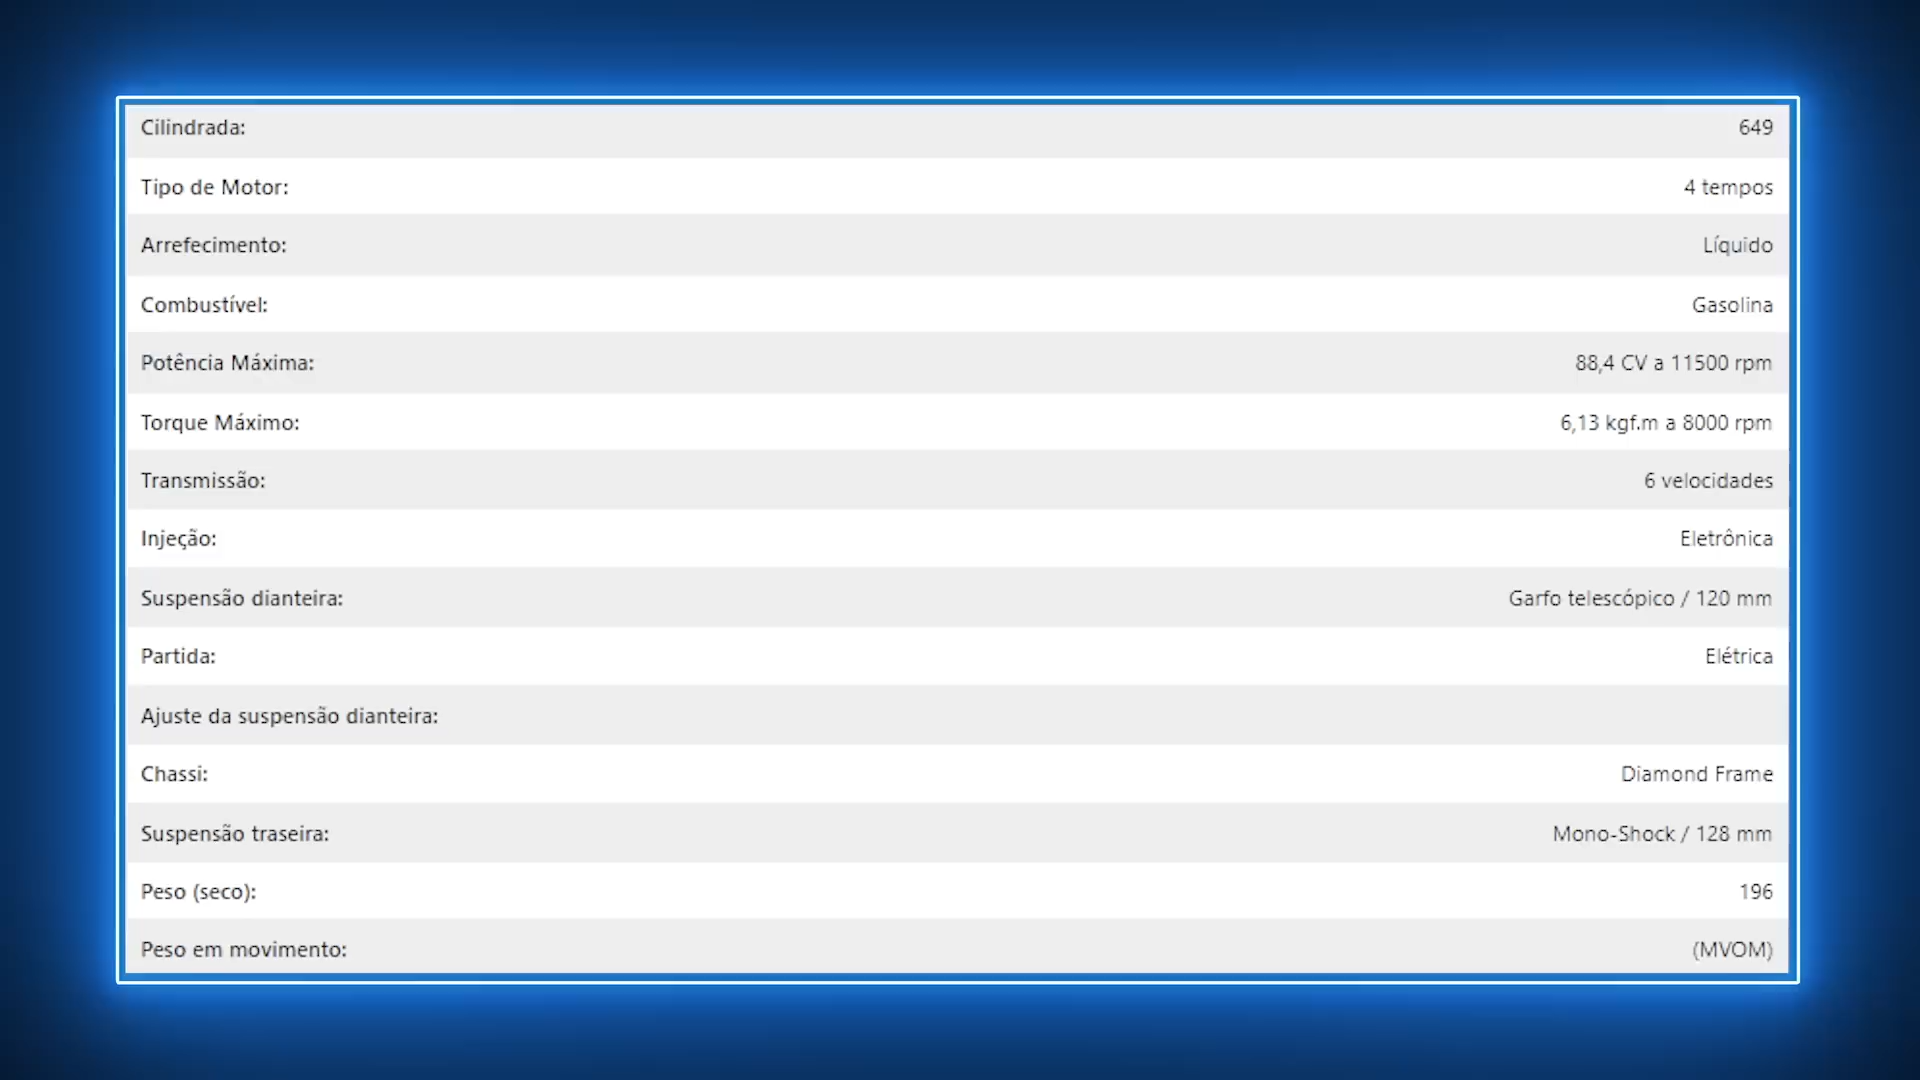 Cilindrada: 649
Tipo de Motor: 4 tempos
Arrefecimento: Líquido
Combustível: Gasolina
Potência Máxima: 88,4 CV a 11500 rpm
Torque Máximo: 6,13 kgf.m a 8000 rpm
Transmissão: 6 velocidades
Injeção: Eletrônica
Suspensão dianteira: Garfo telescópico / 120 mm
Partida: Elétrica
Ajuste da suspensão dianteira:
Chassi: Diamond Frame
Suspensão traseira: Mono-Shock / 128 mm
Peso (seco): 196
Peso em movimento: (MVOM)